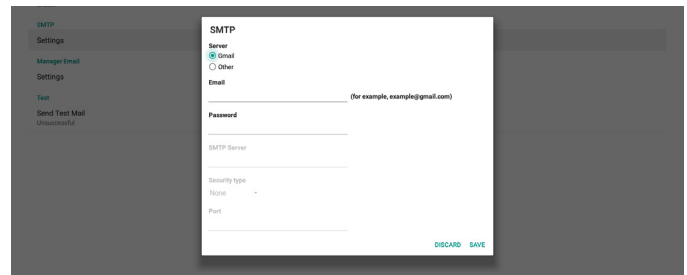 SMTP
Settings
Manager Email
Settings
Test
Send Test Mail
Unsuccessful
SMTP
Server
Gmail
Other
Email
(for example, example@gmail.com)
Password
SMTP Server
Security type
None
Port
DISCARD SAVE